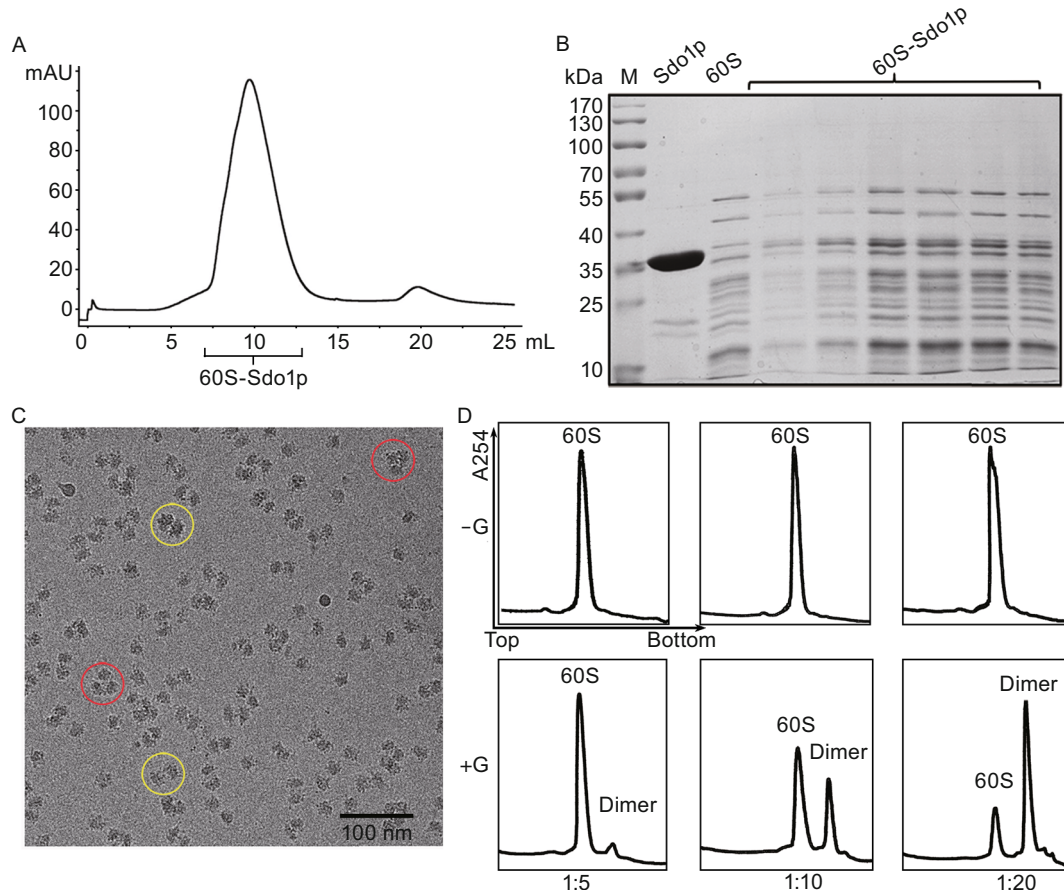 A
mAU
100
80
60
40
20
0
0 5 10 15 20 25 mL
60S-Sdo1p
B
kDa M Sdo1p 60S 60S-Sdo1p
170
130
100
70
55
40
35
25
10
C
100 nm
D
A254
60S 60S 60S
−G
Top Bottom
60S Dimer
60S Dimer
60S Dimer
+G
1:5 1:10 1:20